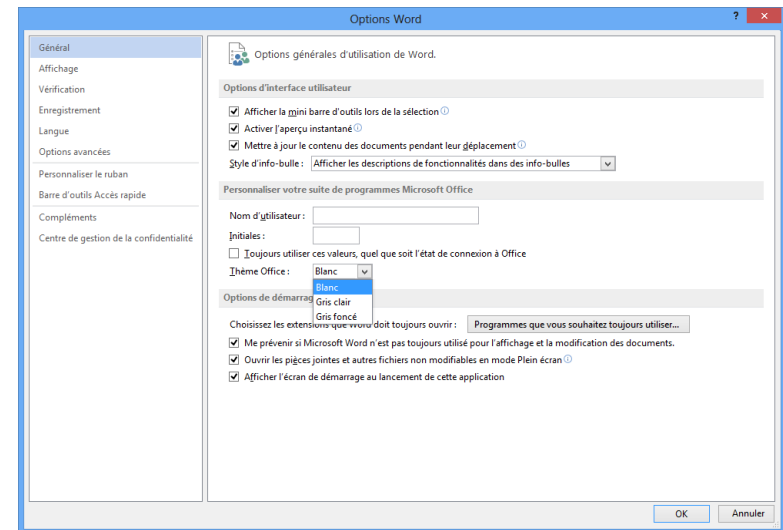 Options Word
? ×
Général
Affichage
Vérification
Enregistrement
Langue
Options avancées
Personnaliser le ruban
Barre d'outils Accès rapide
Compléments
Centre de gestion de la confidentialité
Options générales d'utilisation de Word.
Options d'interface utilisateur
Afficher la mini barre d'outils lors de la sélection
Activer l'aperçu instantané
Mettre à jour le contenu des documents pendant leur déplacement
Style d'info-bulle : Afficher les descriptions de fonctionnalités dans des info-bulles
Personnaliser votre suite de programmes Microsoft Office
Nom d'utilisateur :
Initiales :
Toujours utiliser ces valeurs, quel que soit l'état de connexion à Office
Thème Office : Blanc
Blanc
Gris clair
Gris foncé
Options de démarrag
Choisissez les extensions que Word doit toujours ouvrir : Programmes que vous souhaitez toujours utiliser...
Me prévenir si Microsoft Word n'est pas toujours utilisé pour l'affichage et la modification des documents.
Ouvrir les pièces jointes et autres fichiers non modifiables en mode Plein écran
Afficher l'écran de démarrage au lancement de cette application
OK Annuler